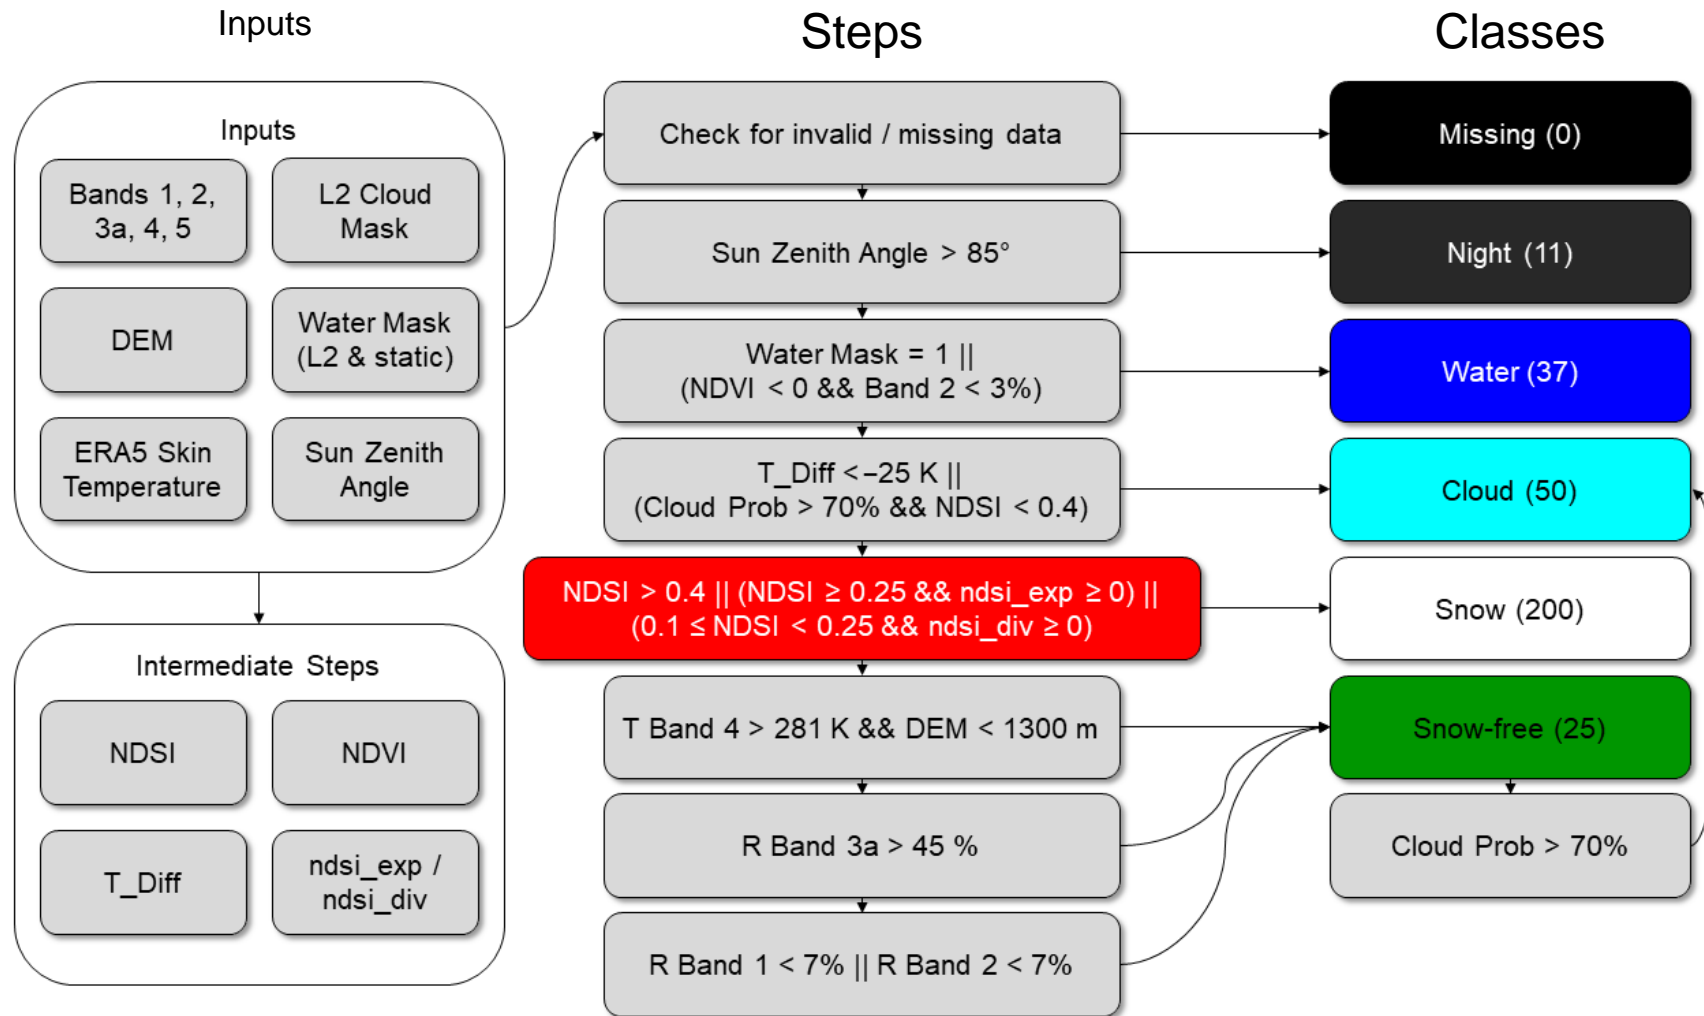 Inputs
Steps
Classes
Inputs
Bands 1, 2,
3a, 4, 5
L2 Cloud
Mask
DEM
Water Mask
(L2 & static)
ERA5 Skin
Temperature
Sun Zenith
Angle
Intermediate Steps
NDSI
NDVI
T_Diff
ndsi_exp /
ndsi_div
Check for invalid / missing data
Sun Zenith Angle > 85°
Water Mask = 1 ||
(NDVI < 0 && Band 2 < 3%)
T_Diff < –25 K ||
(Cloud Prob > 70% && NDSI < 0.4)
NDSI > 0.4 || (NDSI ≥ 0.25 && ndsi_exp ≥ 0) ||
(0.1 ≤ NDSI < 0.25 && ndsi_div ≥ 0)
T Band 4 > 281 K && DEM < 1300 m
R Band 3a > 45 %
R Band 1 < 7% || R Band 2 < 7%
Missing (0)
Night (11)
Water (37)
Cloud (50)
Snow (200)
Snow-free (25)
Cloud Prob > 70%